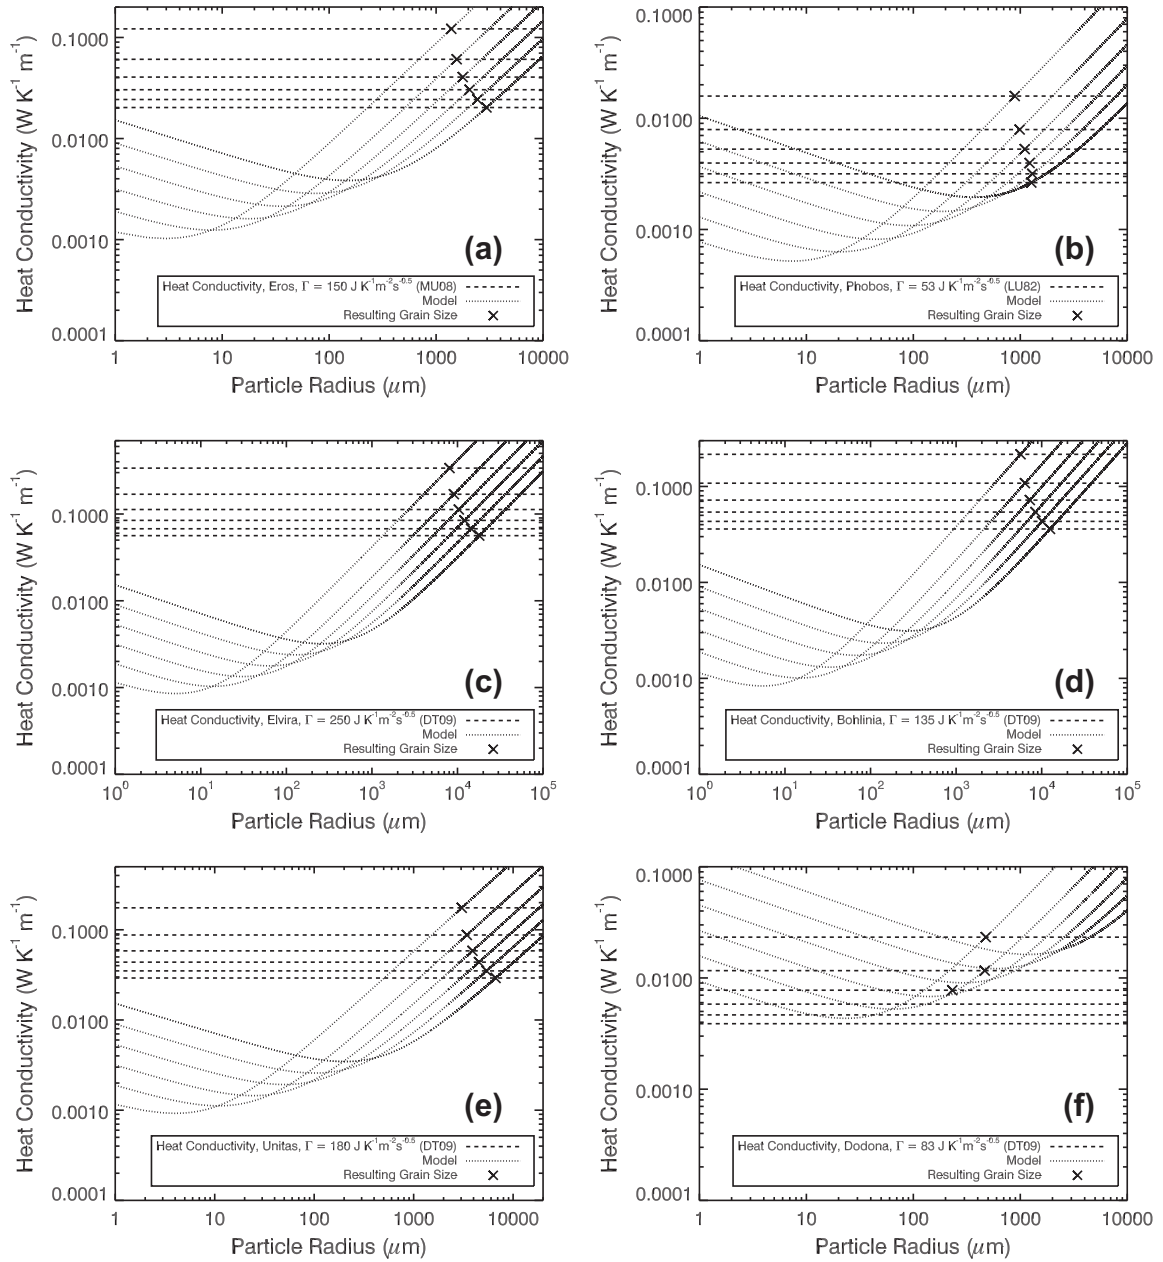 Heat Conductivity (W K⁻¹ m⁻¹)
0.1000
0.0100
0.0010
0.0001
(a)
Heat Conductivity, Eros, Γ = 150 J K⁻¹m⁻²s⁻⁰·⁵ (MU08)
Model
Resulting Grain Size
1 10 100 1000 10000
Particle Radius (μm)
Heat Conductivity (W K⁻¹ m⁻¹)
0.1000
0.0100
0.0010
0.0001
(b)
Heat Conductivity, Phobos, Γ = 53 J K⁻¹m⁻²s⁻⁰·⁵ (LU82)
Model
Resulting Grain Size
1 10 100 1000 10000
Particle Radius (μm)
Heat Conductivity (W K⁻¹ m⁻¹)
0.1000
0.0100
0.0010
0.0001
(c)
Heat Conductivity, Elvira, Γ = 250 J K⁻¹m⁻²s⁻⁰·⁵ (DT09)
Model
Resulting Grain Size
10⁰ 10¹ 10² 10³ 10⁴ 10⁵
Particle Radius (μm)
Heat Conductivity (W K⁻¹ m⁻¹)
0.1000
0.0100
0.0010
0.0001
(d)
Heat Conductivity, Bohlinia, Γ = 135 J K⁻¹m⁻²s⁻⁰·⁵ (DT09)
Model
Resulting Grain Size
10⁰ 10¹ 10² 10³ 10⁴ 10⁵
Particle Radius (μm)
Heat Conductivity (W K⁻¹ m⁻¹)
0.1000
0.0100
0.0010
0.0001
(e)
Heat Conductivity, Unitas, Γ = 180 J K⁻¹m⁻²s⁻⁰·⁵ (DT09)
Model
Resulting Grain Size
1 10 100 1000 10000
Particle Radius (μm)
Heat Conductivity (W K⁻¹ m⁻¹)
0.1000
0.0100
0.0010
0.0001
(f)
Heat Conductivity, Dodona, Γ = 83 J K⁻¹m⁻²s⁻⁰·⁵ (DT09)
Model
Resulting Grain Size
1 10 100 1000 10000
Particle Radius (μm)